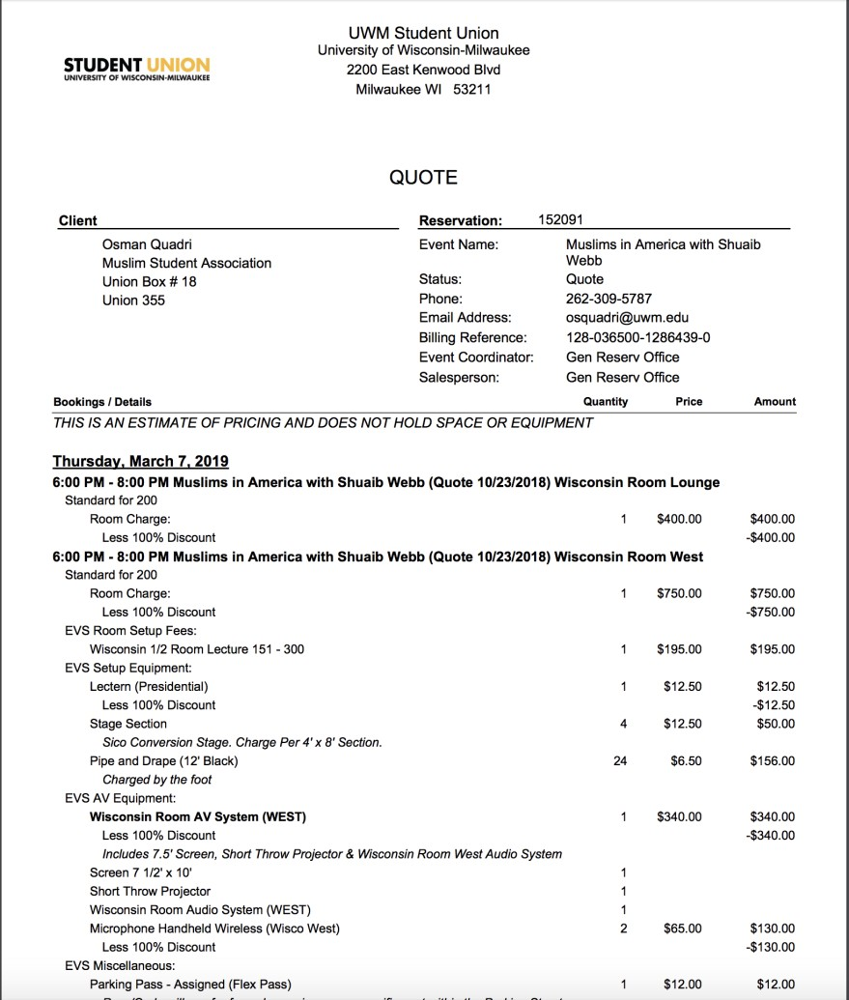 UWM Student Union
University of Wisconsin-Milwaukee
2200 East Kenwood Blvd
Milwaukee WI 53211
STUDENT UNION
UNIVERSITY OF WISCONSIN-MILWAUKEE
QUOTE
Client
Osman Quadri
Muslim Student Association
Union Box # 18
Union 355
Reservation: 152091
Event Name: Muslims in America with Shuaib
Webb
Status: Quote
Phone: 262-309-5787
Email Address: osquadri@uwm.edu
Billing Reference: 128-036500-1286439-0
Event Coordinator: Gen Reserv Office
Salesperson: Gen Reserv Office
Bookings / Details Quantity Price Amount
THIS IS AN ESTIMATE OF PRICING AND DOES NOT HOLD SPACE OR EQUIPMENT
Thursday, March 7, 2019
6:00 PM - 8:00 PM Muslims in America with Shuaib Webb (Quote 10/23/2018) Wisconsin Room Lounge
Standard for 200
Room Charge: 1 $400.00 $400.00
Less 100% Discount -$400.00
6:00 PM - 8:00 PM Muslims in America with Shuaib Webb (Quote 10/23/2018) Wisconsin Room West
Standard for 200
Room Charge: 1 $750.00 $750.00
Less 100% Discount -$750.00
EVS Room Setup Fees:
Wisconsin 1/2 Room Lecture 151 - 300 1 $195.00 $195.00
EVS Setup Equipment:
Lectern (Presidential) 1 $12.50 $12.50
Less 100% Discount -$12.50
Stage Section 4 $12.50 $50.00
Sico Conversion Stage. Charge Per 4' x 8' Section.
Pipe and Drape (12' Black) 24 $6.50 $156.00
Charged by the foot
EVS AV Equipment:
Wisconsin Room AV System (WEST) 1 $340.00 $340.00
Less 100% Discount -$340.00
Includes 7.5' Screen, Short Throw Projector & Wisconsin Room West Audio System
Screen 7 1/2' x 10' 1
Short Throw Projector 1
Wisconsin Room Audio System (WEST) 1
Microphone Handheld Wireless (Wisco West) 2 $65.00 $130.00
Less 100% Discount -$130.00
EVS Miscellaneous:
Parking Pass - Assigned (Flex Pass) 1 $12.00 $12.00